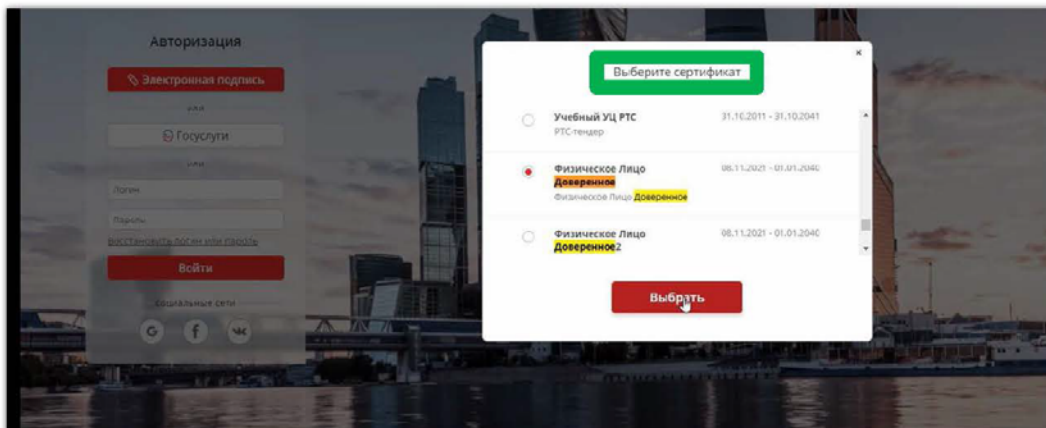 Авторизация
Электронная подпись
или
Госуслуги
или
Логин
Пароль
Восстановить логин или пароль
Войти
социальные сети
G f
Выберите сертификат
×
Учебный УЦ РТС 31.10.2011 - 31.10.2041
РТС-тендер
Физическое Лицо 08.11.2021 - 01.01.2040
Доверенное
Физическое Лицо Доверенное
Физическое Лицо 08.11.2021 - 01.01.2040
Доверенное2
Выбрать